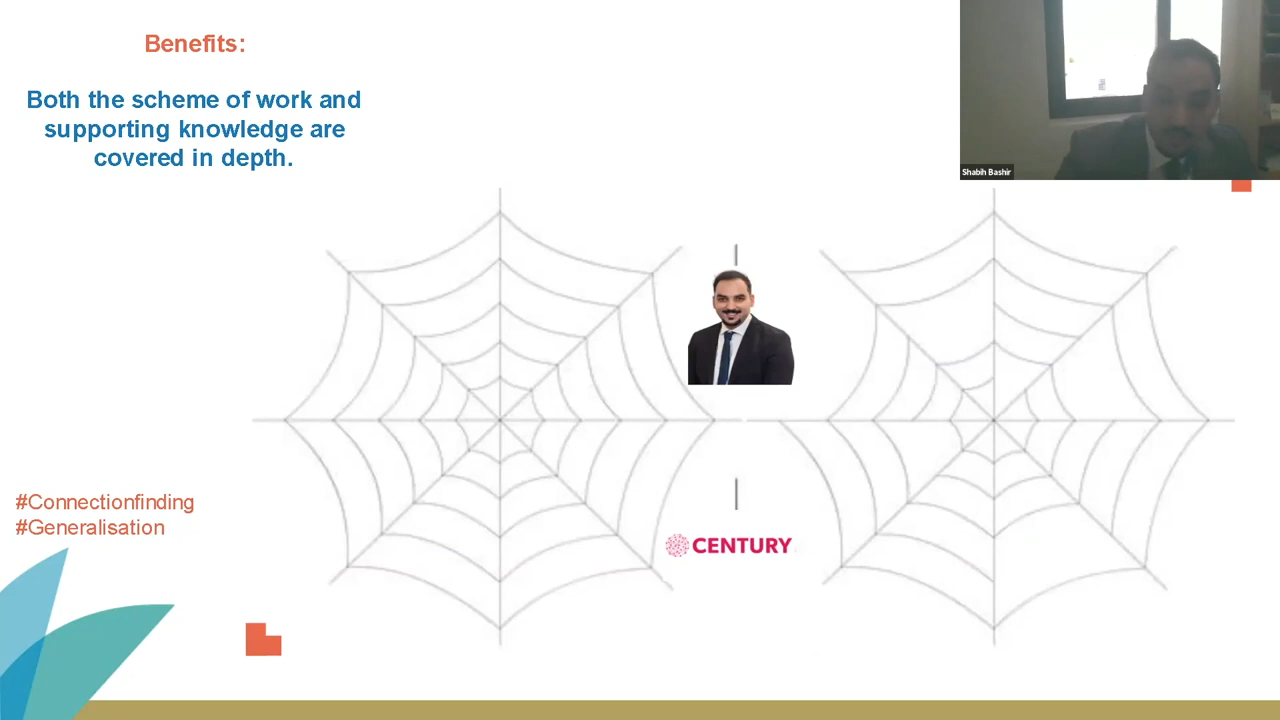 Benefits:
Both the scheme of work and
supporting knowledge are
covered in depth.
Shabih Bashir
#Connectionfinding
#Generalisation
CENTURY